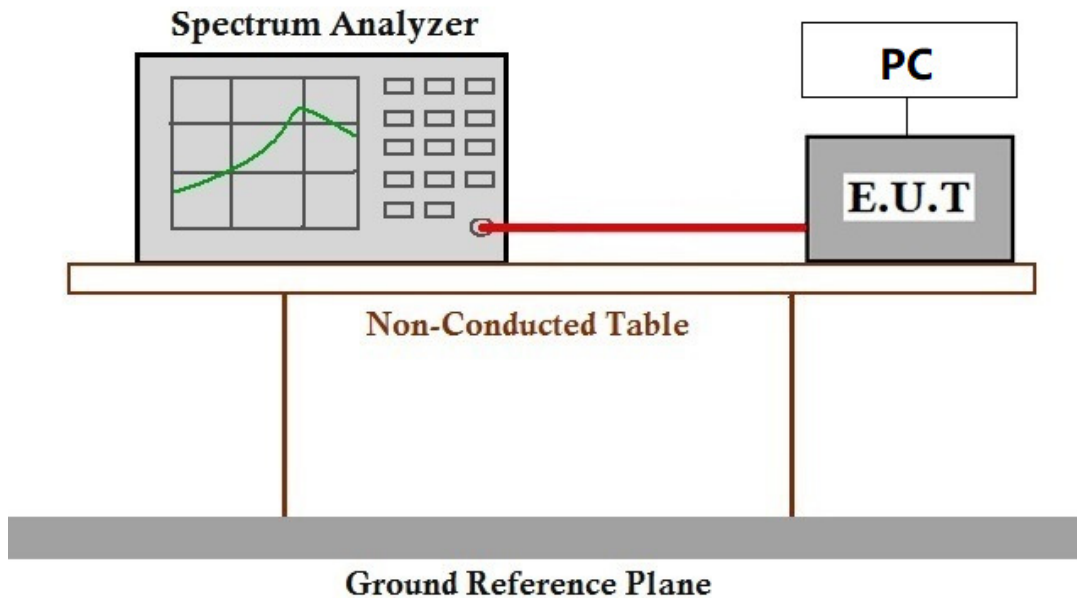 Spectrum Analyzer
PC
E.U.T
Non-Conducted Table
Ground Reference Plane